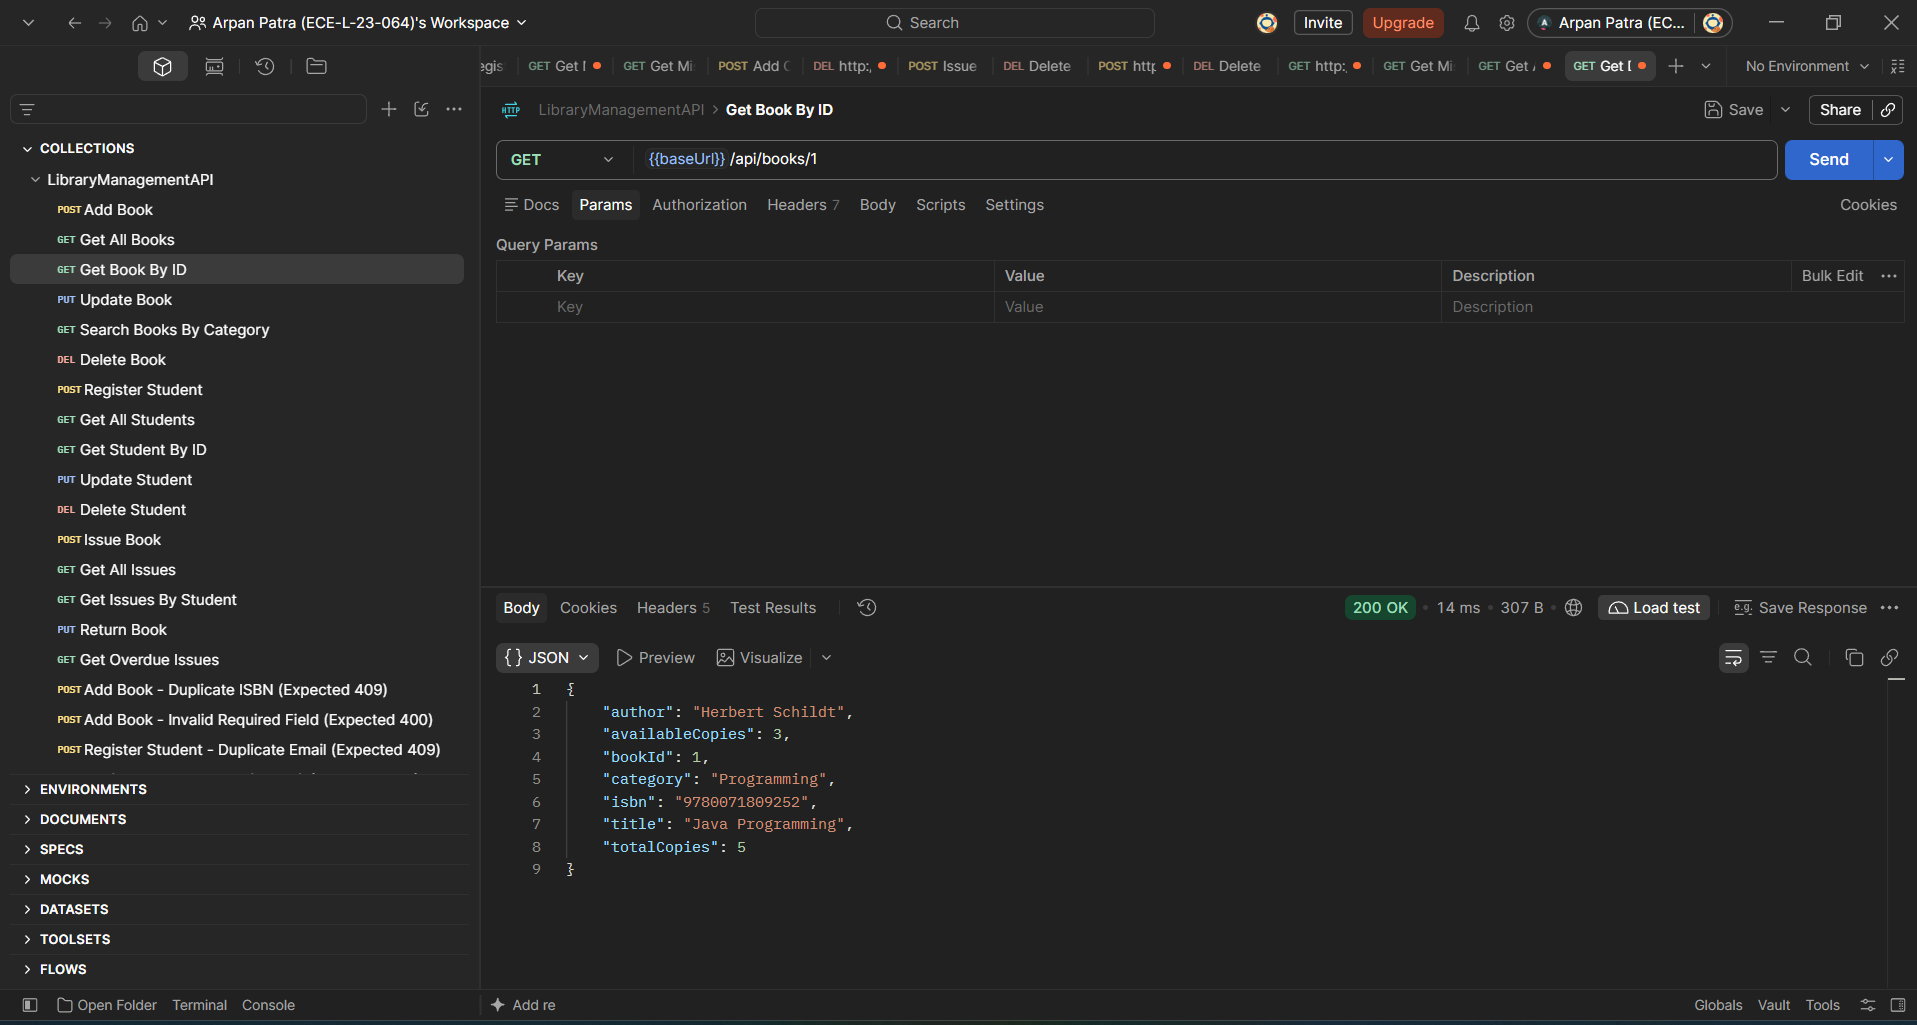 Arpan Patra (ECE-L-23-064)'s Workspace
Search
Invite
Upgrade
Arpan Patra (EC...
GET Get
GET Get Mi
POST Add
DEL http:
POST Issue
DEL Delete
POST http
DEL Delete
GET http:
GET Get Mi
GET Get
GET Get
No Environment
COLLECTIONS
LibraryManagementAPI
POST Add Book
GET Get All Books
GET Get Book By ID
PUT Update Book
GET Search Books By Category
DEL Delete Book
POST Register Student
GET Get All Students
GET Get Student By ID
PUT Update Student
DEL Delete Student
POST Issue Book
GET Get All Issues
GET Get Issues By Student
PUT Return Book
GET Get Overdue Issues
POST Add Book - Duplicate ISBN (Expected 409)
POST Add Book - Invalid Required Field (Expected 400)
POST Register Student - Duplicate Email (Expected 409)
ENVIRONMENTS
DOCUMENTS
SPECS
MOCKS
DATASETS
TOOLSETS
FLOWS
HTTP LibraryManagementAPI > Get Book By ID
Save
Share
GET
{{baseUrl}} /api/books/1
Send
Docs Params Authorization Headers 7 Body Scripts Settings
Cookies
Query Params
Key Value Description Bulk Edit
Key Value Description
Body Cookies Headers 5 Test Results
200 OK • 14 ms • 307 B
Load test
e.g. Save Response
{} JSON Preview Visualize
1 {
2 "author": "Herbert Schildt",
3 "availableCopies": 3,
4 "bookId": 1,
5 "category": "Programming",
6 "isbn": "9780071809252",
7 "title": "Java Programming",
8 "totalCopies": 5
9 }
Open Folder Terminal Console
Add re
Globals Vault Tools